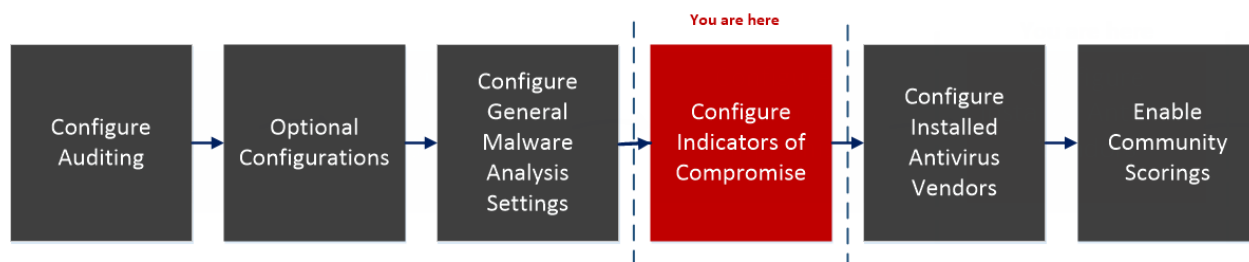 You are here
Configure
Auditing
Optional
Configurations
Configure
General
Malware
Analysis
Settings
Configure
Indicators of
Compromise
Configure
Installed
Antivirus
Vendors
Enable
Community
Scorings